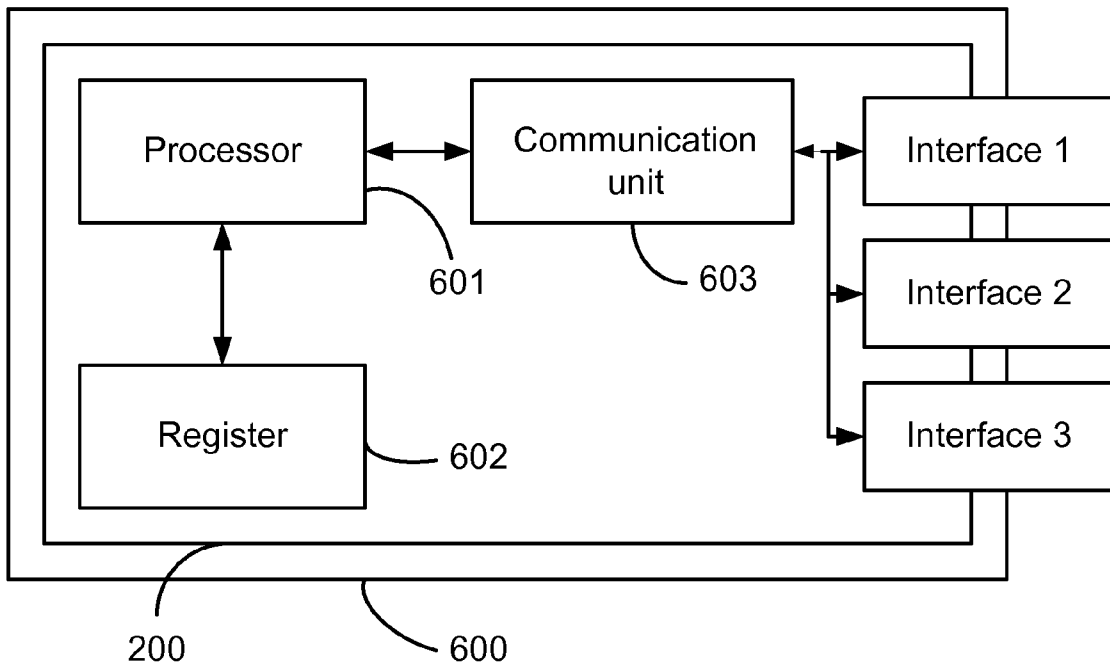 Processor
Communication
unit
Interface 1
601
603
Interface 2
Register
602
Interface 3
200
600